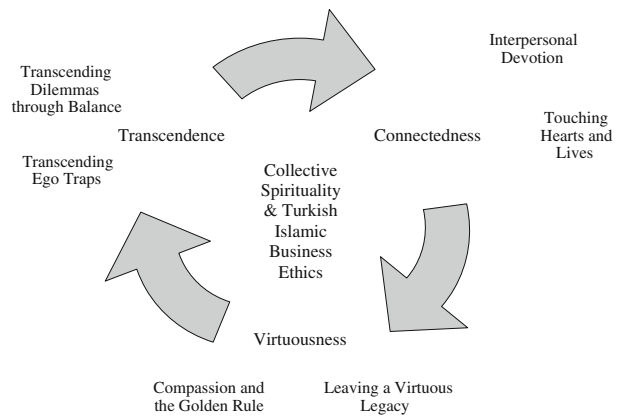 Interpersonal
Devotion
Transcending
Dilemmas
through Balance
Touching
Hearts and
Lives
Transcendence
Connectedness
Transcending
Ego Traps
Collective
Spirituality
& Turkish
Islamic
Business
Ethics
Virtuousness
Compassion and
the Golden Rule
Leaving a Virtuous
Legacy